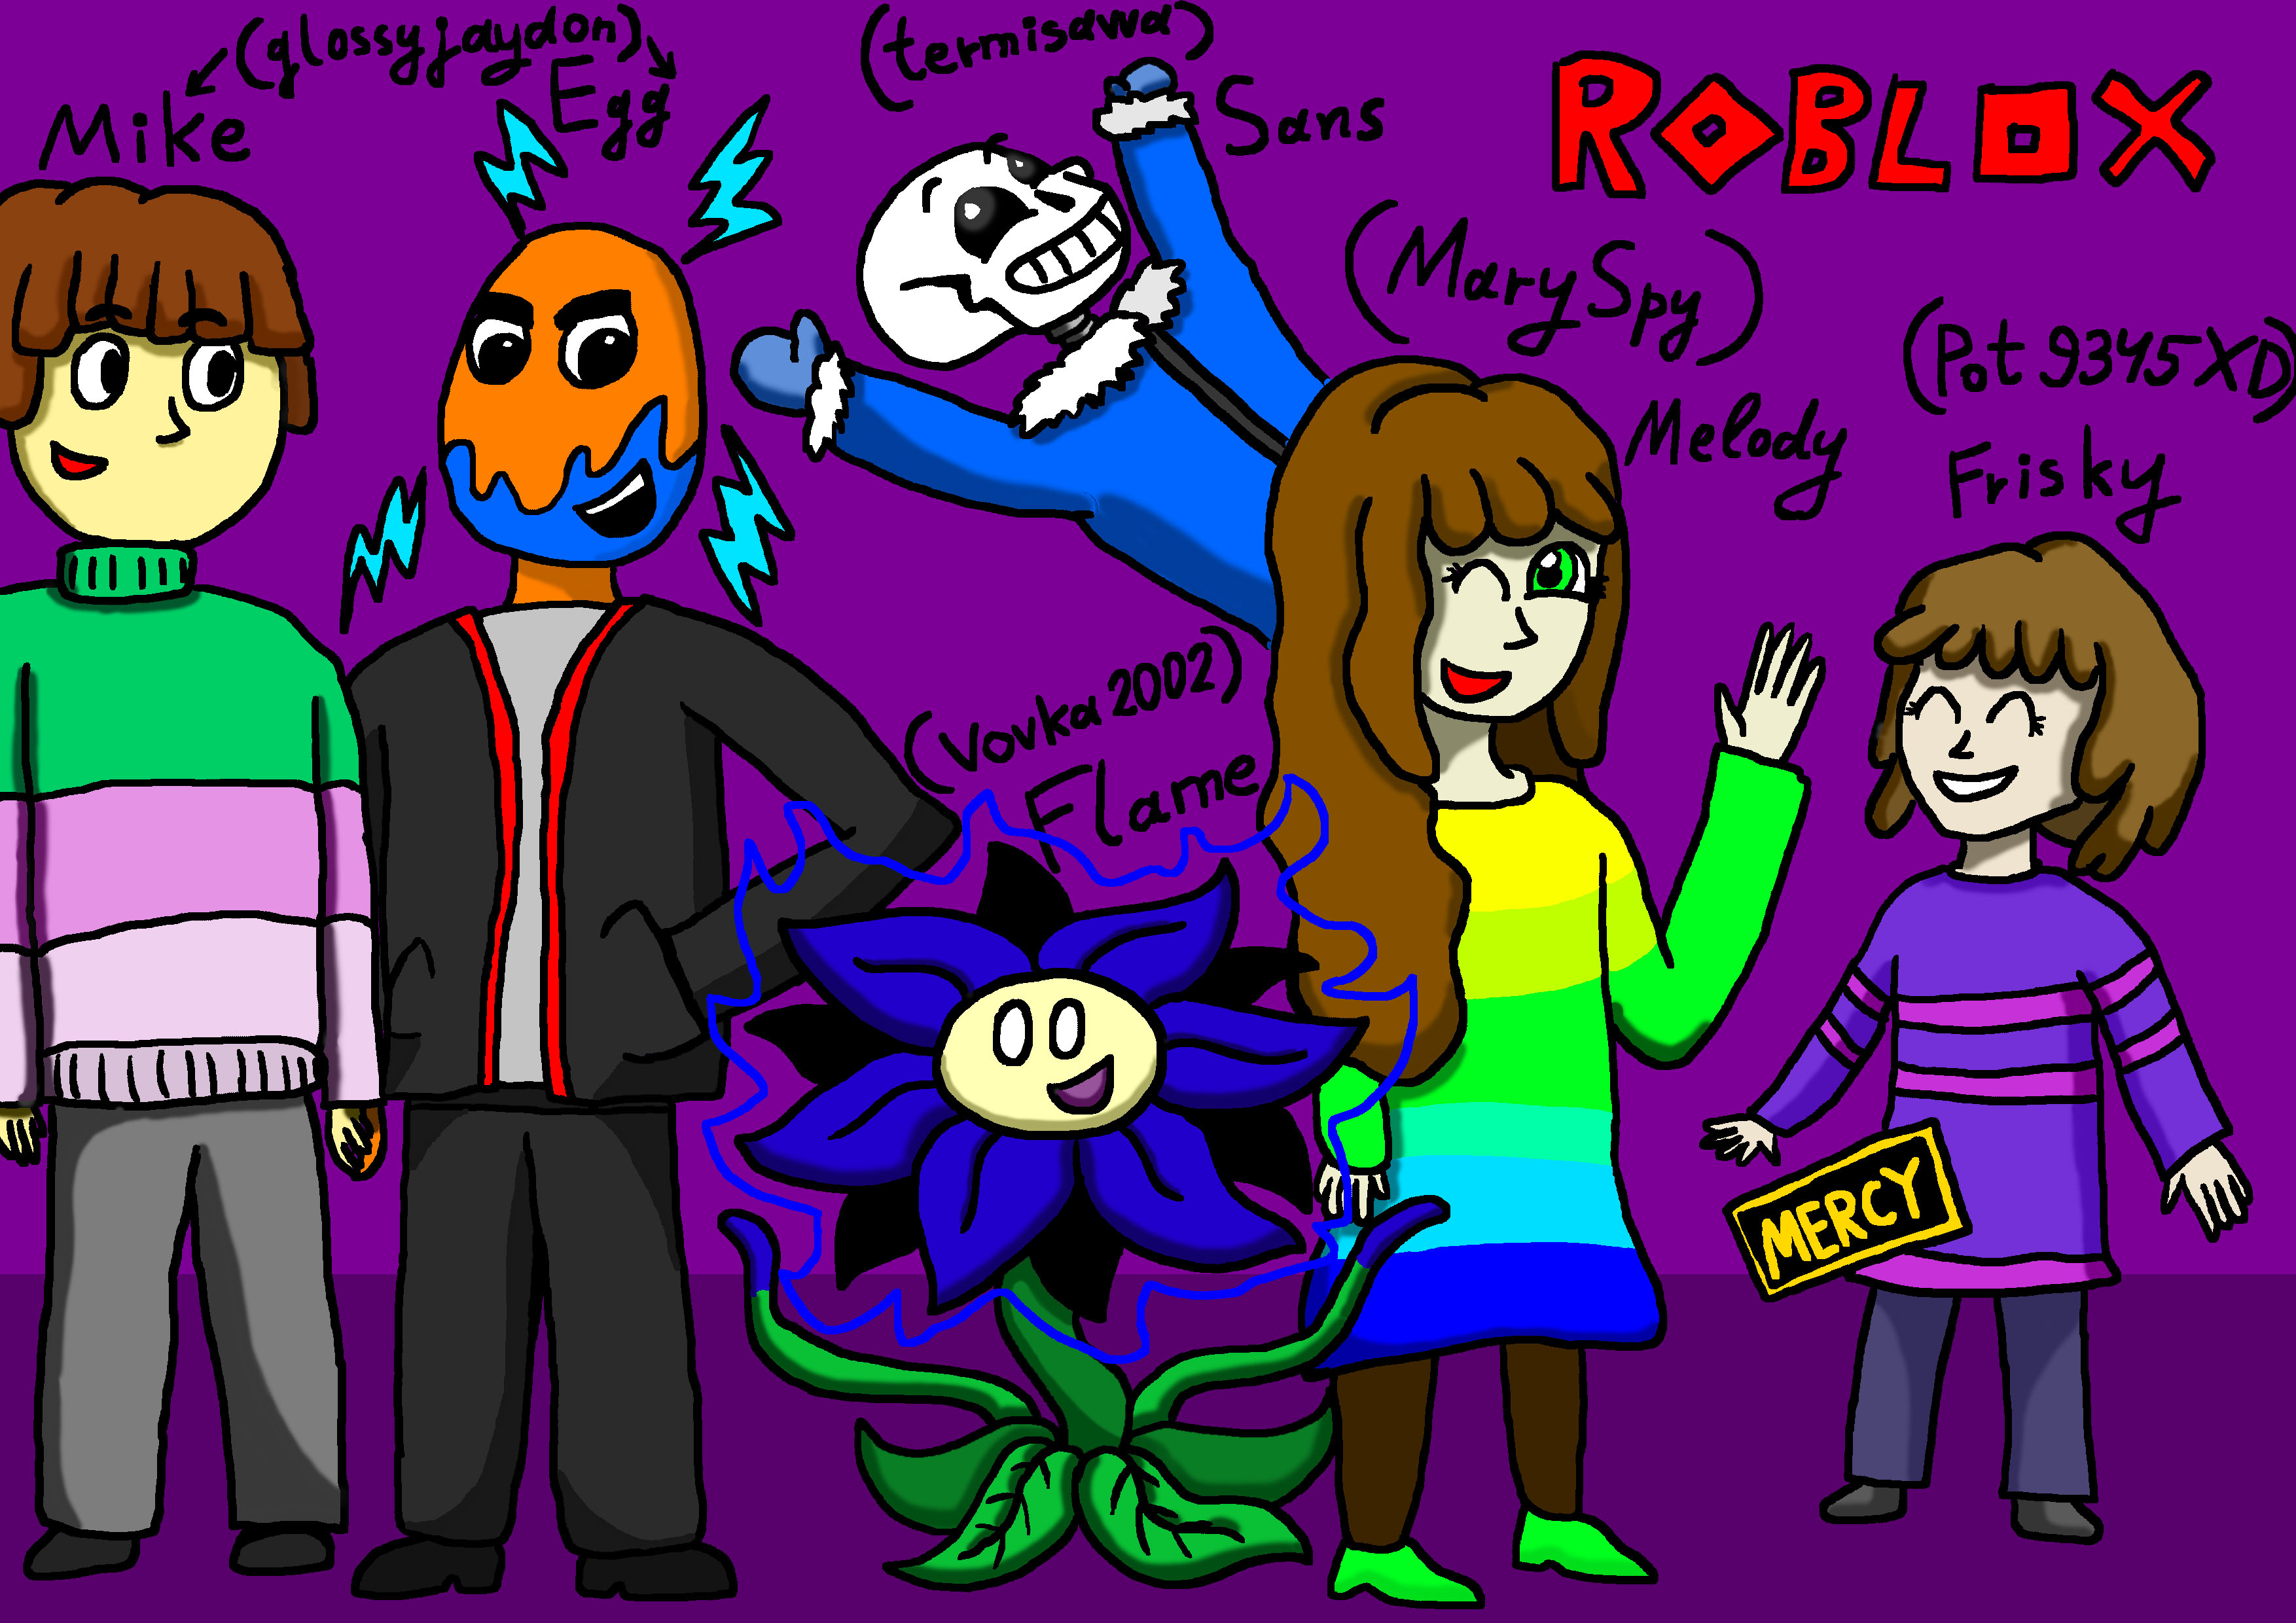 (glossyjaydon)
Mike
Egg
(termisawa)
Sans
ROBLOX
(MarySpy)
Melody
(Pot9345XD)
Frisky
(vovka2002)
Flame
MERCY